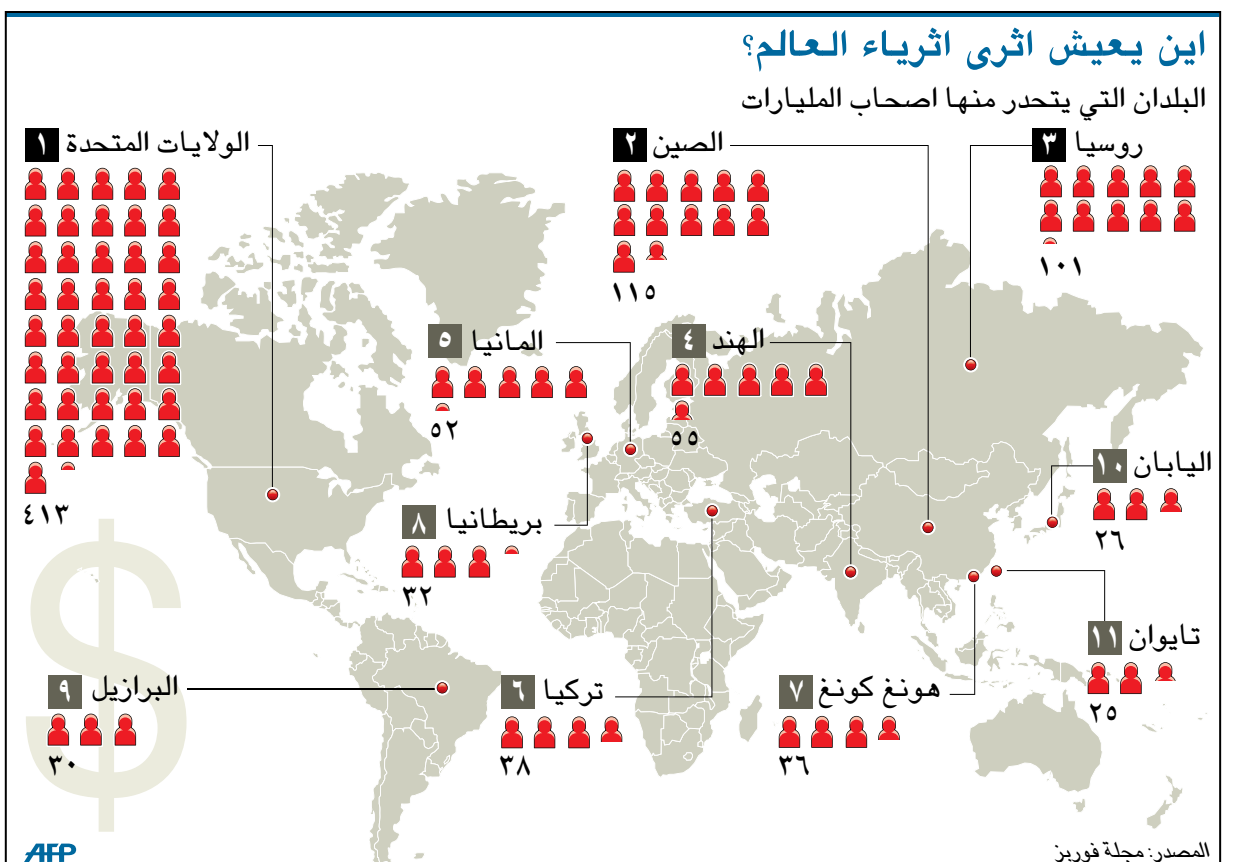 اين يعيش اثرى اثرياء العالم؟
البلدان التي يتحدر منها اصحاب المليارات
روسيا ٣
١٠١
الصين ٢
١١٥
الولايات المتحدة ١
٤١٣
الهند ٤
٥٥
المانيا ٥
٥٢
اليابان ١٠
٢٦
بريطانيا ٨
٣٢
تايوان ١١
٢٥
هونغ كونغ ٧
٣٦
تركيا ٦
٣٨
البرازيل ٩
٣٠
$
المصدر: مجلة فوربز
AFP